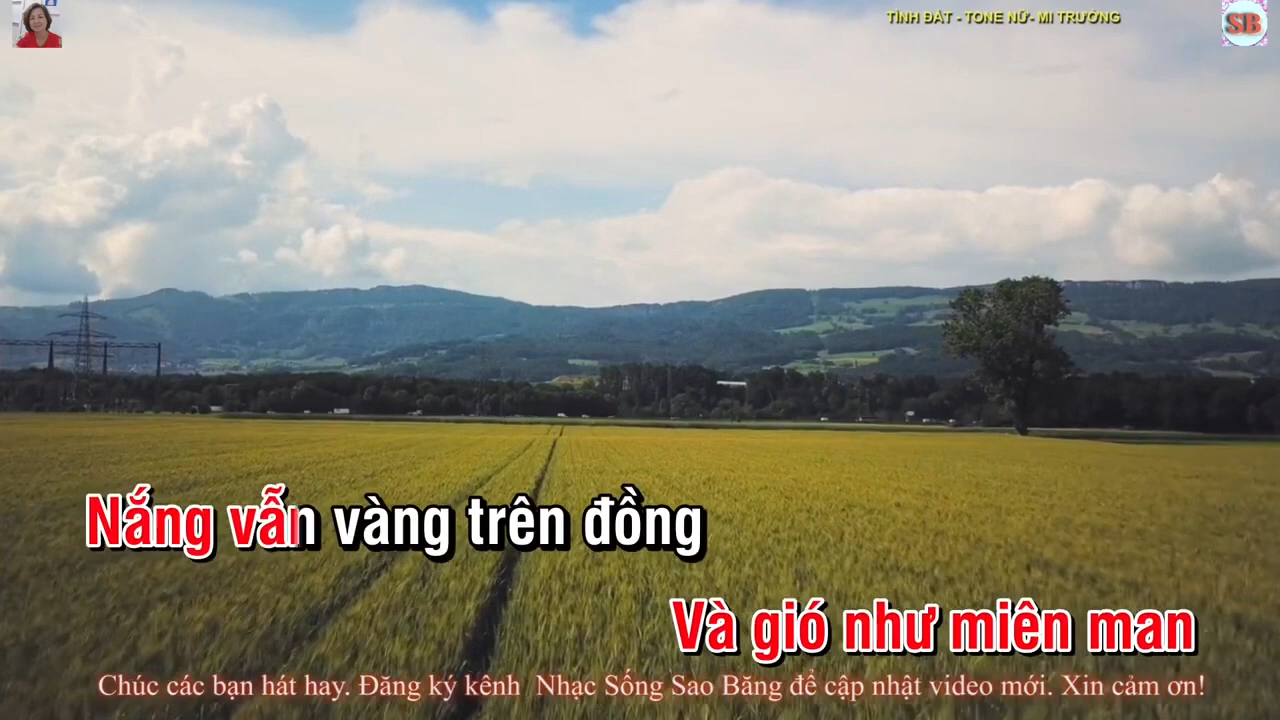 TÌNH ĐẤT - TONE NỮ- MI TRƯỞNG
SB
Nắng vẫn vàng trên đồng
Và gió như miên man
Chúc các bạn hát hay. Đăng ký kênh  Nhạc Sống Sao Băng để cập nhật video mới. Xin cảm ơn!